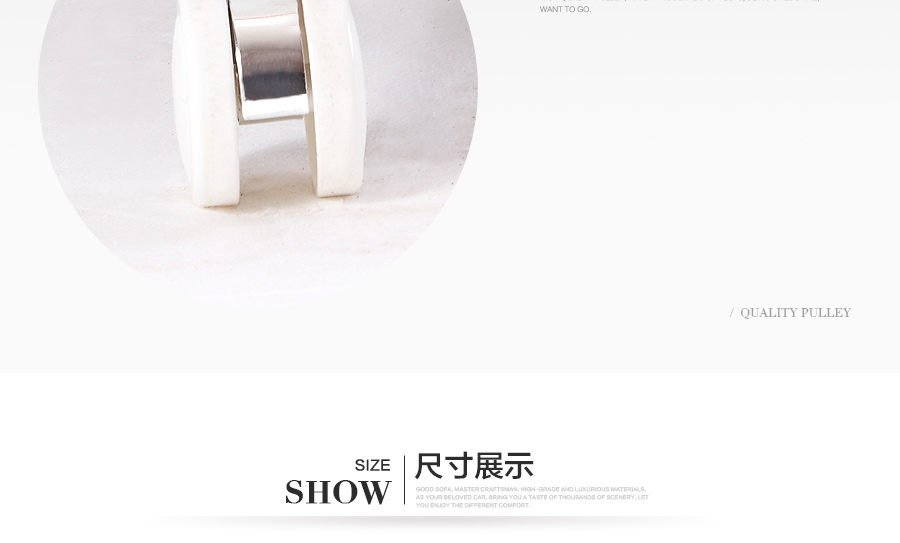 WANT TO GO.
/ QUALITY PULLEY
SIZE
SHOW
尺寸展示
GOOD SOFA, MASTER CRAFTSMAN, HIGH-GRADE AND LUXURIOUS MATERIALS,
AS YOUR BELOVED CAR, BRING YOU A TASTE OF THOUSANDS OF SCENERY, LET
YOU ENJOY THE DIFFERENT COMFORT.